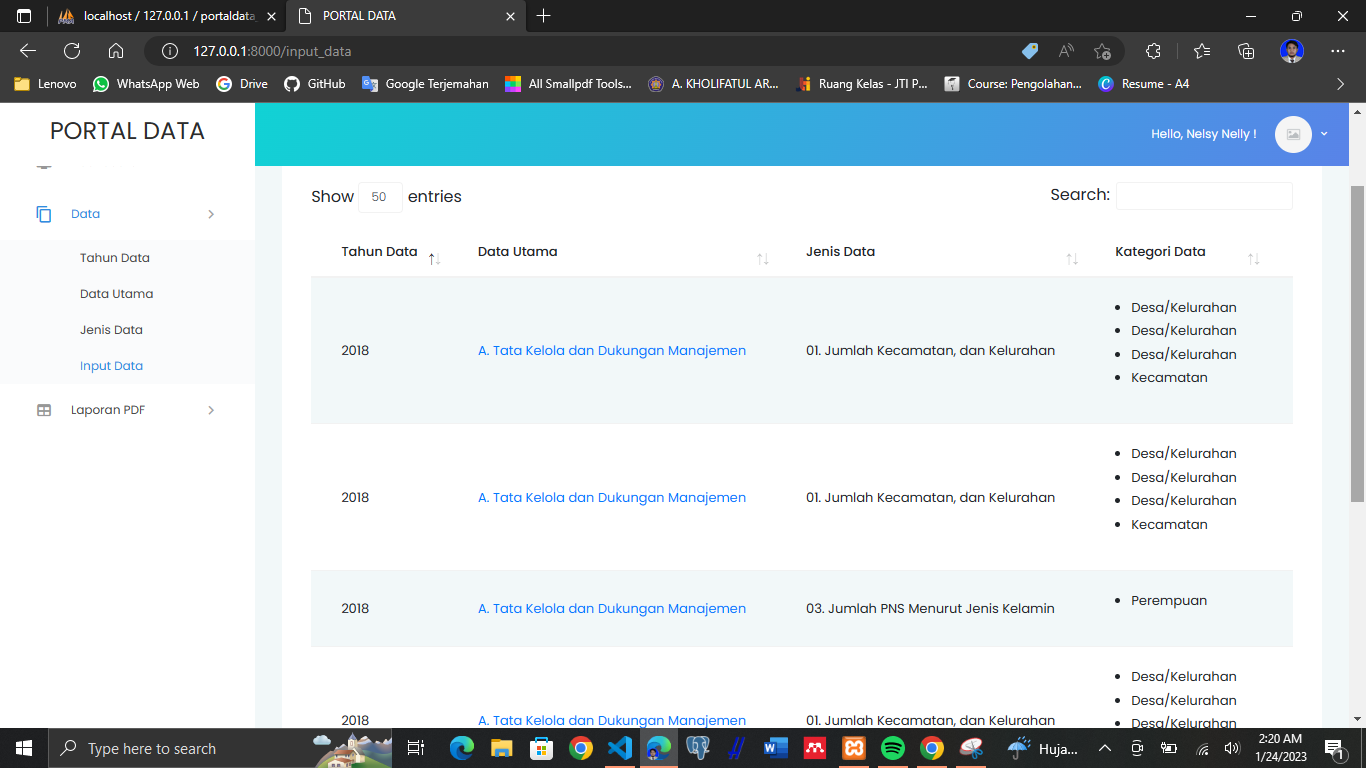 localhost / 127.0.0.1 / portaldata_
PORTAL DATA
127.0.0.1:8000/input_data
Lenovo
WhatsApp Web
Drive
GitHub
Google Terjemahan
All Smallpdf Tools...
A. KHOLIFATUL AR...
Ruang Kelas - JTI P...
Course: Pengolahan...
Resume - A4
PORTAL DATA
Hello, Nelsy Nelly !
Data
Tahun Data
Data Utama
Jenis Data
Input Data
Laporan PDF
Show 50 entries
Search:
Tahun Data Data Utama Jenis Data Kategori Data
2018 A. Tata Kelola dan Dukungan Manajemen 01. Jumlah Kecamatan, dan Kelurahan
• Desa/Kelurahan
• Desa/Kelurahan
• Desa/Kelurahan
• Kecamatan
2018 A. Tata Kelola dan Dukungan Manajemen 01. Jumlah Kecamatan, dan Kelurahan
• Desa/Kelurahan
• Desa/Kelurahan
• Desa/Kelurahan
• Kecamatan
2018 A. Tata Kelola dan Dukungan Manajemen 03. Jumlah PNS Menurut Jenis Kelamin
• Perempuan
2018 A. Tata Kelola dan Dukungan Manajemen 01. Jumlah Kecamatan, dan Kelurahan
• Desa/Kelurahan
• Desa/Kelurahan
• Desa/Kelurahan
Type here to search
Huja...
2:20 AM
1/24/2023
1